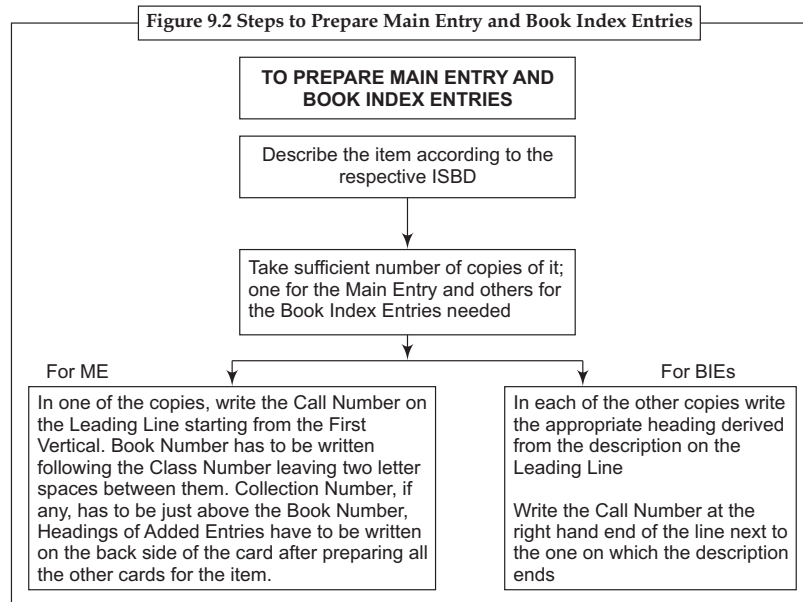 Figure 9.2 Steps to Prepare Main Entry and Book Index Entries
TO PREPARE MAIN ENTRY AND
BOOK INDEX ENTRIES
Describe the item according to the
respective ISBD
Take sufficient number of copies of it;
one for the Main Entry and others for
the Book Index Entries needed
For ME
In one of the copies, write the Call Number on
the Leading Line starting from the First
Vertical. Book Number has to be written
following the Class Number leaving two letter
spaces between them. Collection Number, if
any, has to be just above the Book Number,
Headings of Added Entries have to be written
on the back side of the card after preparing all
the other cards for the item.
For BIEs
In each of the other copies write
the appropriate heading derived
from the description on the
Leading Line
Write the Call Number at the
right hand end of the line next to
the one on which the description
ends